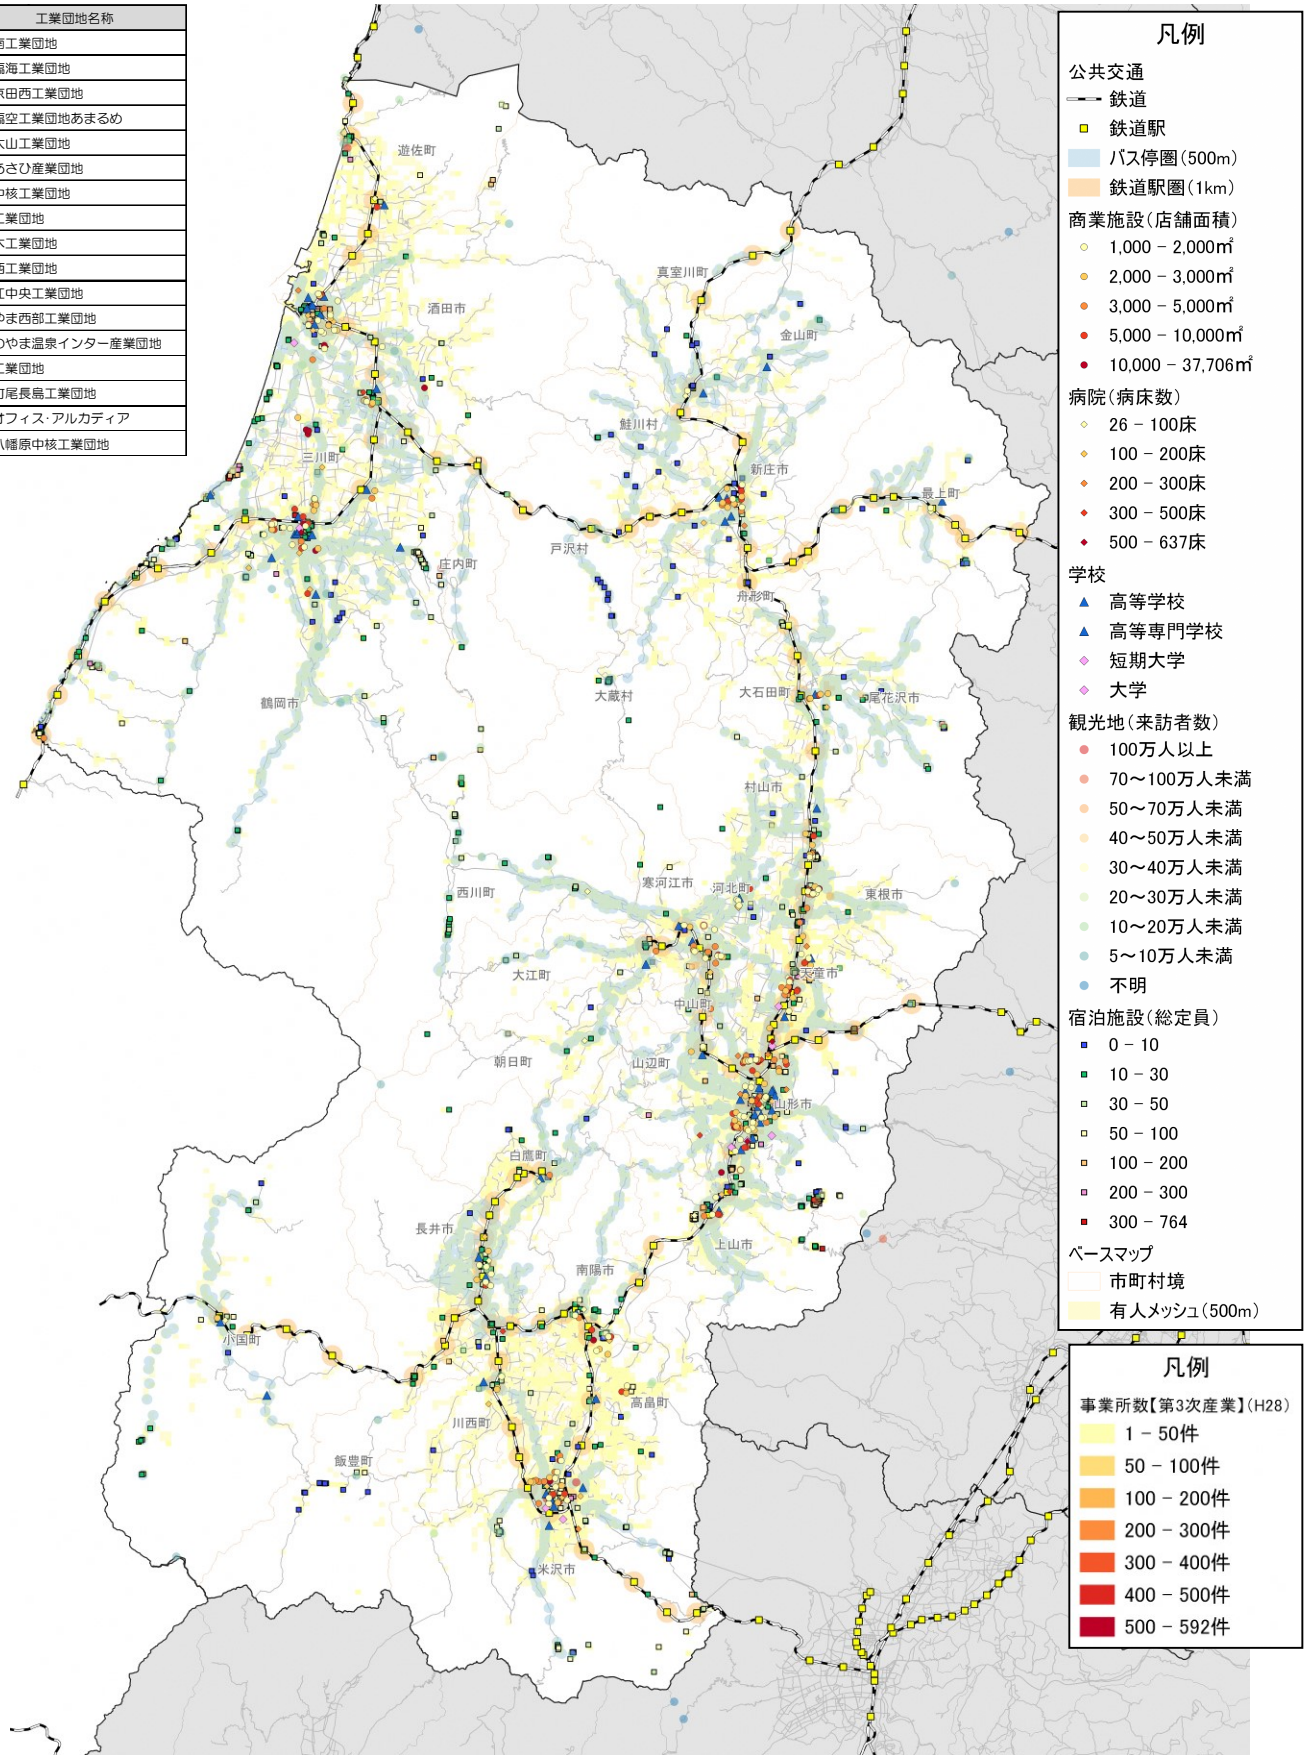 工業団地名称
南工業団地
臨海工業団地
京田西工業団地
臨空工業団地あまるめ
大山工業団地
あさひ産業団地
中核工業団地
工業団地
木工業団地
西工業団地
江中央工業団地
やま西部工業団地
のやま温泉インター産業団地
工業団地
町尾長島工業団地
オフィス・アルカディア
八幡原中核工業団地
遊佐町
酒田市
真室川町
金山町
鮭川村
三川町
新庄市
最上町
戸沢村
庄内町
舟形町
大蔵村
大石田町
尾花沢市
鶴岡市
村山市
西川町
寒河江市
河北町
東根市
大江町
天童市
中山町
朝日町
山辺町
山形市
白鷹町
長井市
上山市
南陽市
小国町
高畠町
川西町
飯豊町
米沢市
凡例
公共交通
鉄道
鉄道駅
バス停圏(500m)
鉄道駅圏(1km)
商業施設(店舗面積)
1,000 - 2,000㎡
2,000 - 3,000㎡
3,000 - 5,000㎡
5,000 - 10,000㎡
10,000 - 37,706㎡
病院(病床数)
26 - 100床
100 - 200床
200 - 300床
300 - 500床
500 - 637床
学校
高等学校
高等専門学校
短期大学
大学
観光地(来訪者数)
100万人以上
70～100万人未満
50～70万人未満
40～50万人未満
30～40万人未満
20～30万人未満
10～20万人未満
5～10万人未満
不明
宿泊施設(総定員)
0 - 10
10 - 30
30 - 50
50 - 100
100 - 200
200 - 300
300 - 764
ベースマップ
市町村境
有人メッシュ(500m)
凡例
事業所数【第3次産業】(H28)
1 - 50件
50 - 100件
100 - 200件
200 - 300件
300 - 400件
400 - 500件
500 - 592件